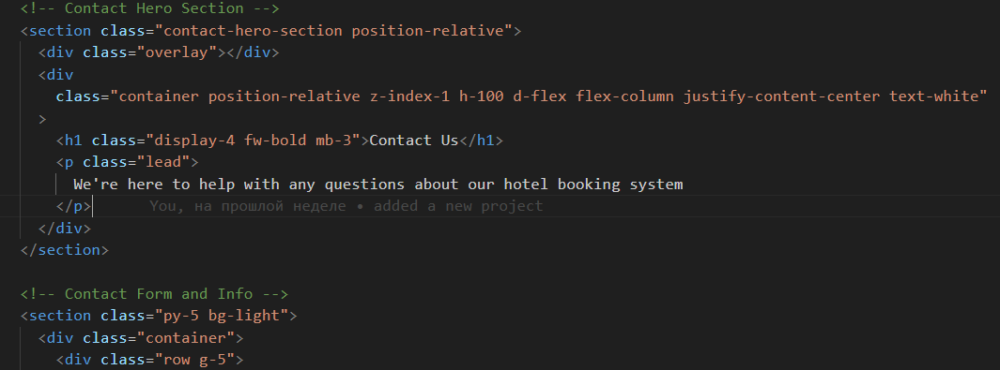 <!-- Contact Hero Section -->
<section class="contact-hero-section position-relative">
<div class="overlay"></div>
<div
class="container position-relative z-index-1 h-100 d-flex flex-column justify-content-center text-white"
>
<h1 class="display-4 fw-bold mb-3">Contact Us</h1>
<p class="lead">
We're here to help with any questions about our hotel booking system
</p> You, на прошлой неделе • added a new project
</div>
</section>
<!-- Contact Form and Info -->
<section class="py-5 bg-light">
<div class="container">
<div class="row g-5">